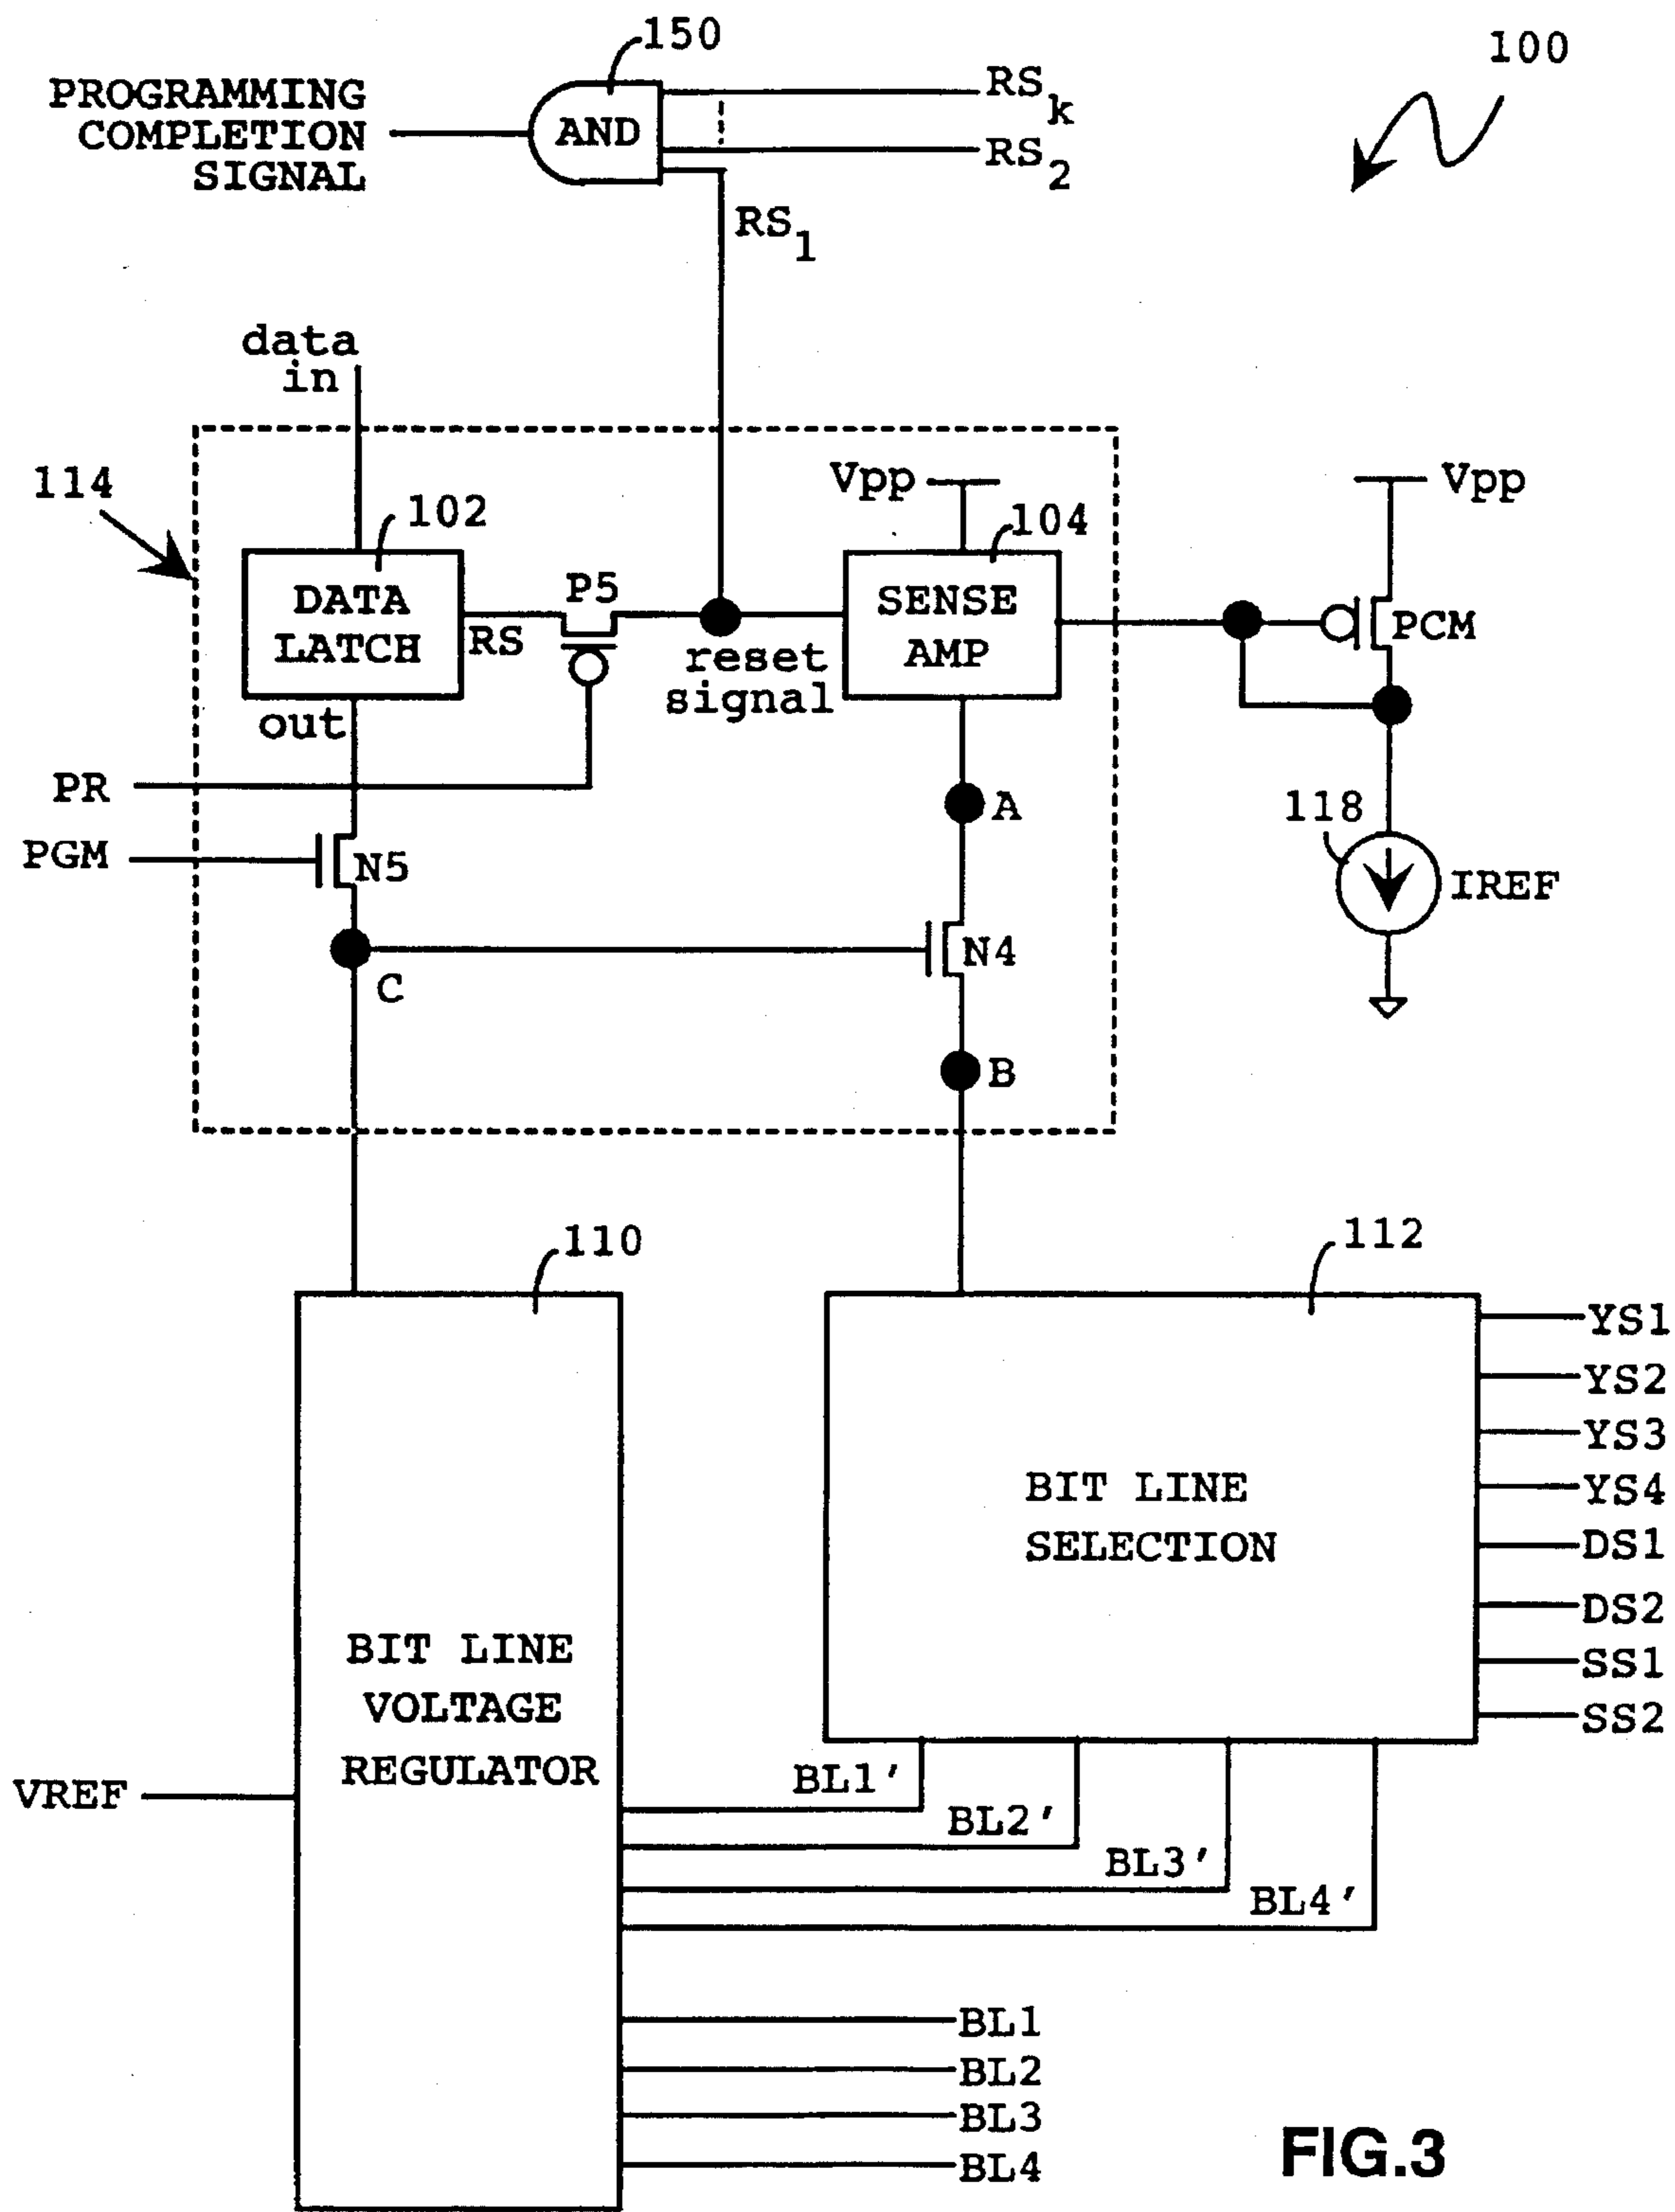 150
100
PROGRAMMING
COMPLETION
SIGNAL
AND
RSk
RS2
RS1
data
in
114
102
DATA
LATCH
RS
out
P5
reset
signal
Vpp
104
SENSE
AMP
Vpp
PCM
PR
PGM
N5
A
118
IREF
N4
C
B
110
112
YS1
YS2
YS3
YS4
DS1
DS2
SS1
SS2
BIT LINE
SELECTION
BIT LINE
VOLTAGE
REGULATOR
VREF
BL1'
BL2'
BL3'
BL4'
BL1
BL2
BL3
BL4
FIG.3